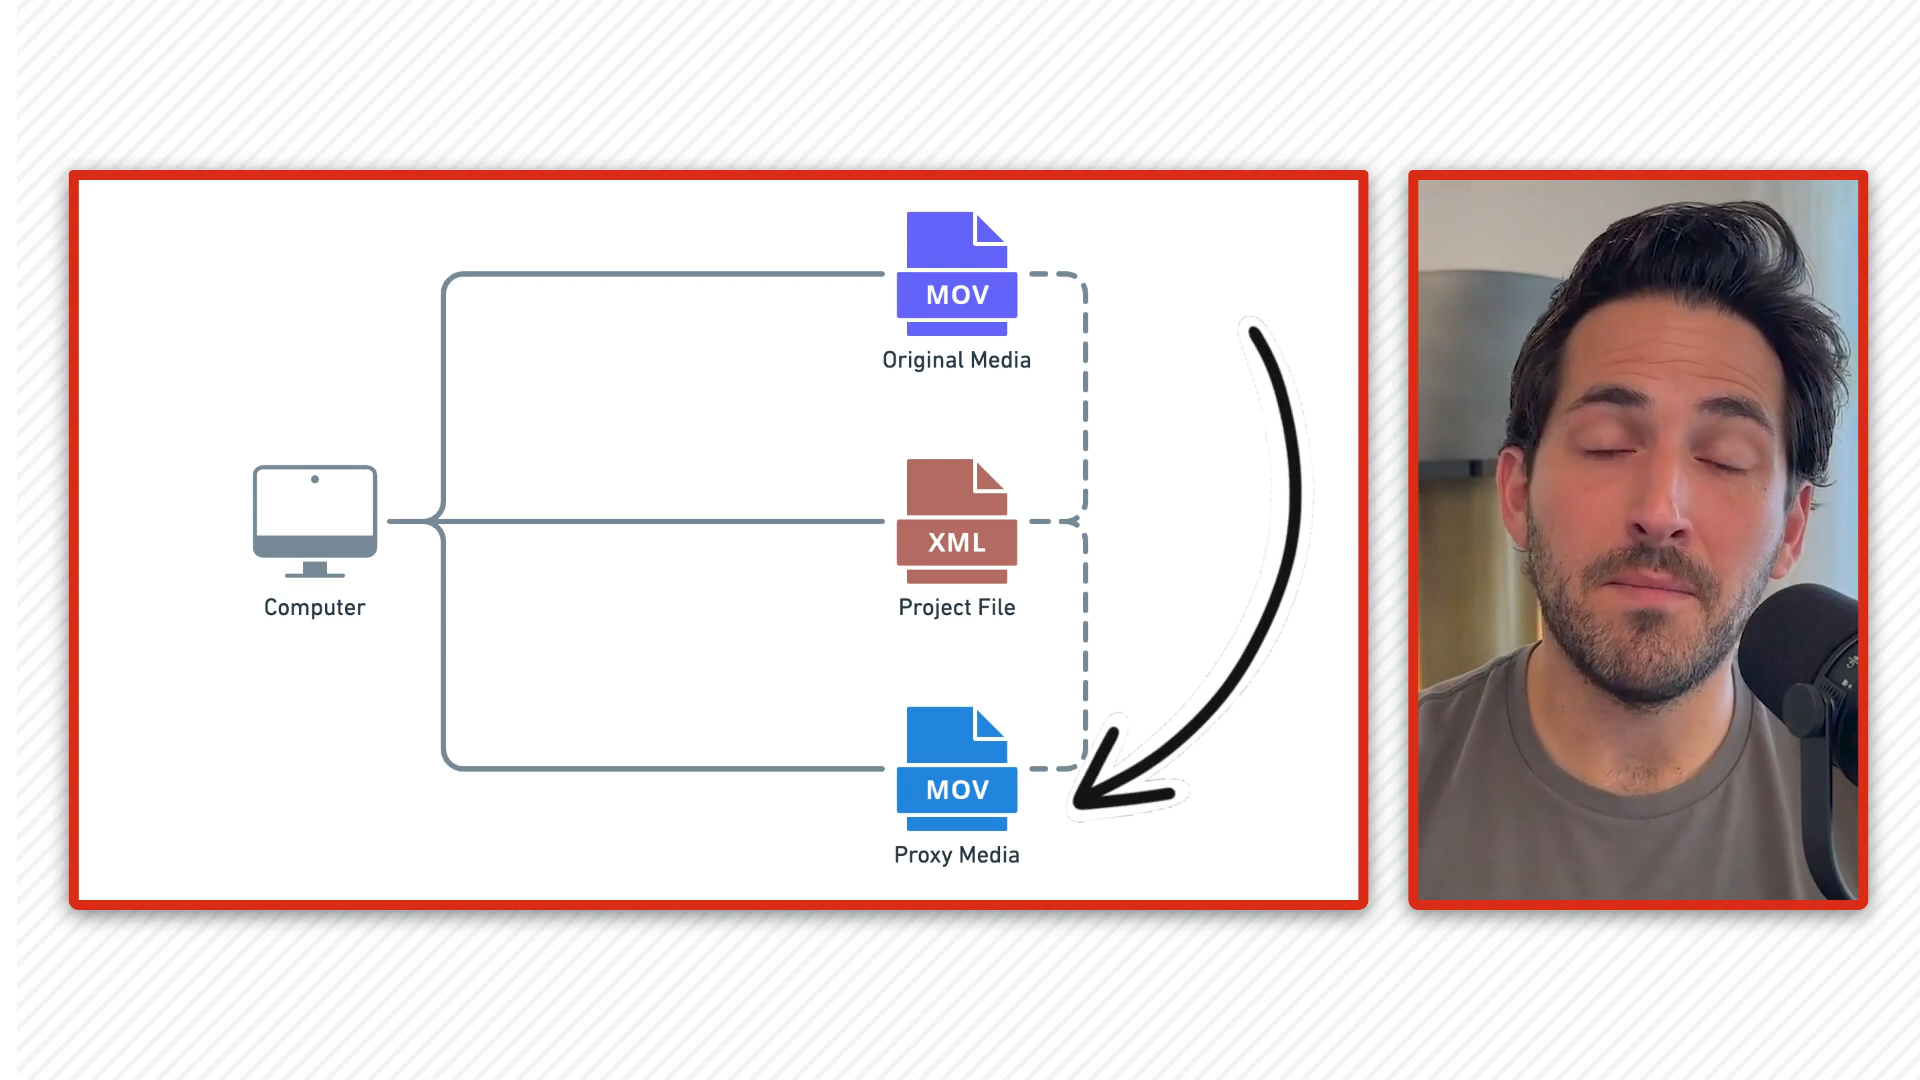 MOV
Original Media
XML
Project File
Computer
MOV
Proxy Media